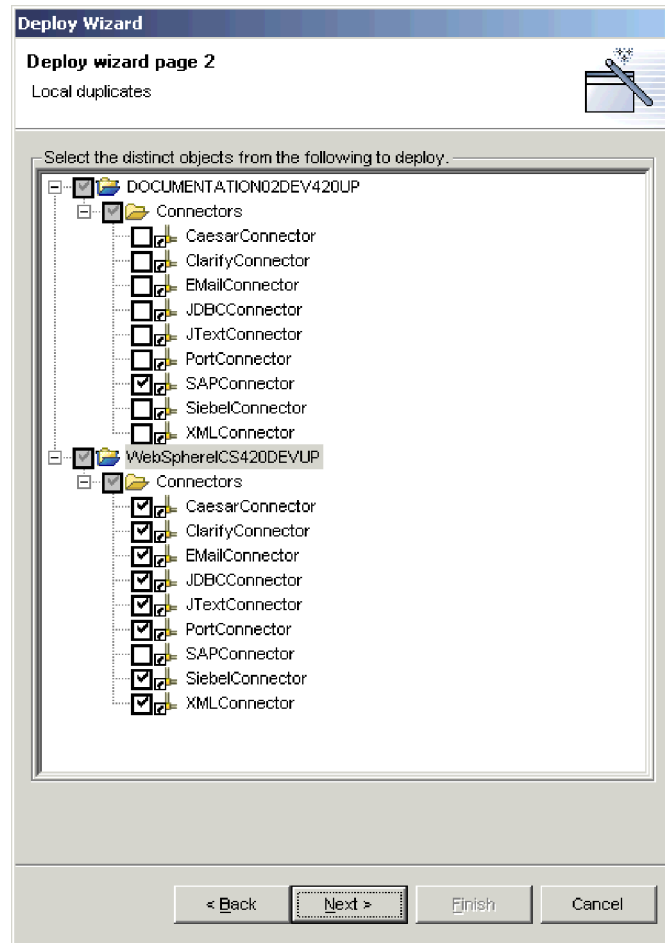 Deploy Wizard
Deploy wizard page 2
Local duplicates
Select the distinct objects from the following to deploy.
DOCUMENTATION02DEV420UP
Connectors
CaesarConnector
ClarifyConnector
EMailConnector
JDBCConnector
JTextConnector
PortConnector
SAPConnector
SiebelConnector
XMLConnector
WebSphereICS420DEVUP
Connectors
CaesarConnector
ClarifyConnector
EMailConnector
JDBCConnector
JTextConnector
PortConnector
SAPConnector
SiebelConnector
XMLConnector
< Back Next > Finish Cancel